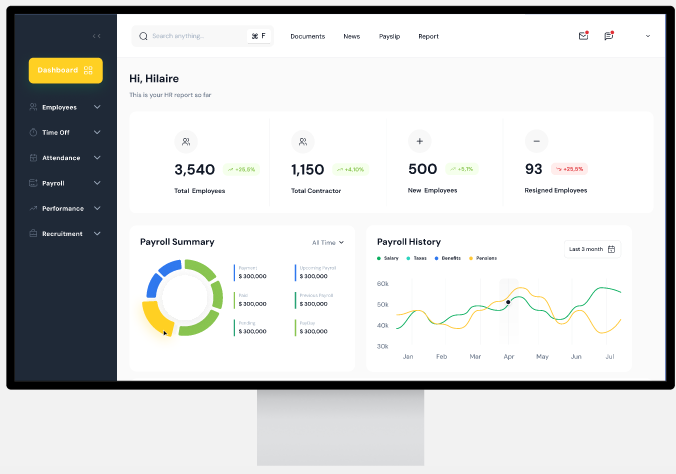 Search anything..
⌘ F
Documents
News
Payslip
Report
Dashboard
Employees
Time Off
Attendance
Payroll
Performance
Recruitment
Hi, Hilaire
This is your HR report so far
3,540
+25,5%
Total Employees
1,150
+4,10%
Total Contractor
500
+5,1%
New Employees
93
+25,5%
Resigned Employees
Payroll Summary
All Time
Payment
$ 300,000
Upcoming Payroll
$ 300,000
Paid
$ 300,000
Previous Payroll
$ 300,000
Pending
$ 300,000
$ 300,000
Payroll History
Last 3 month
Salary
Taxes
Benefits
Pensions
60k
50k
40k
30k
Jan
Feb
Mar
Apr
May
Jun
Jul